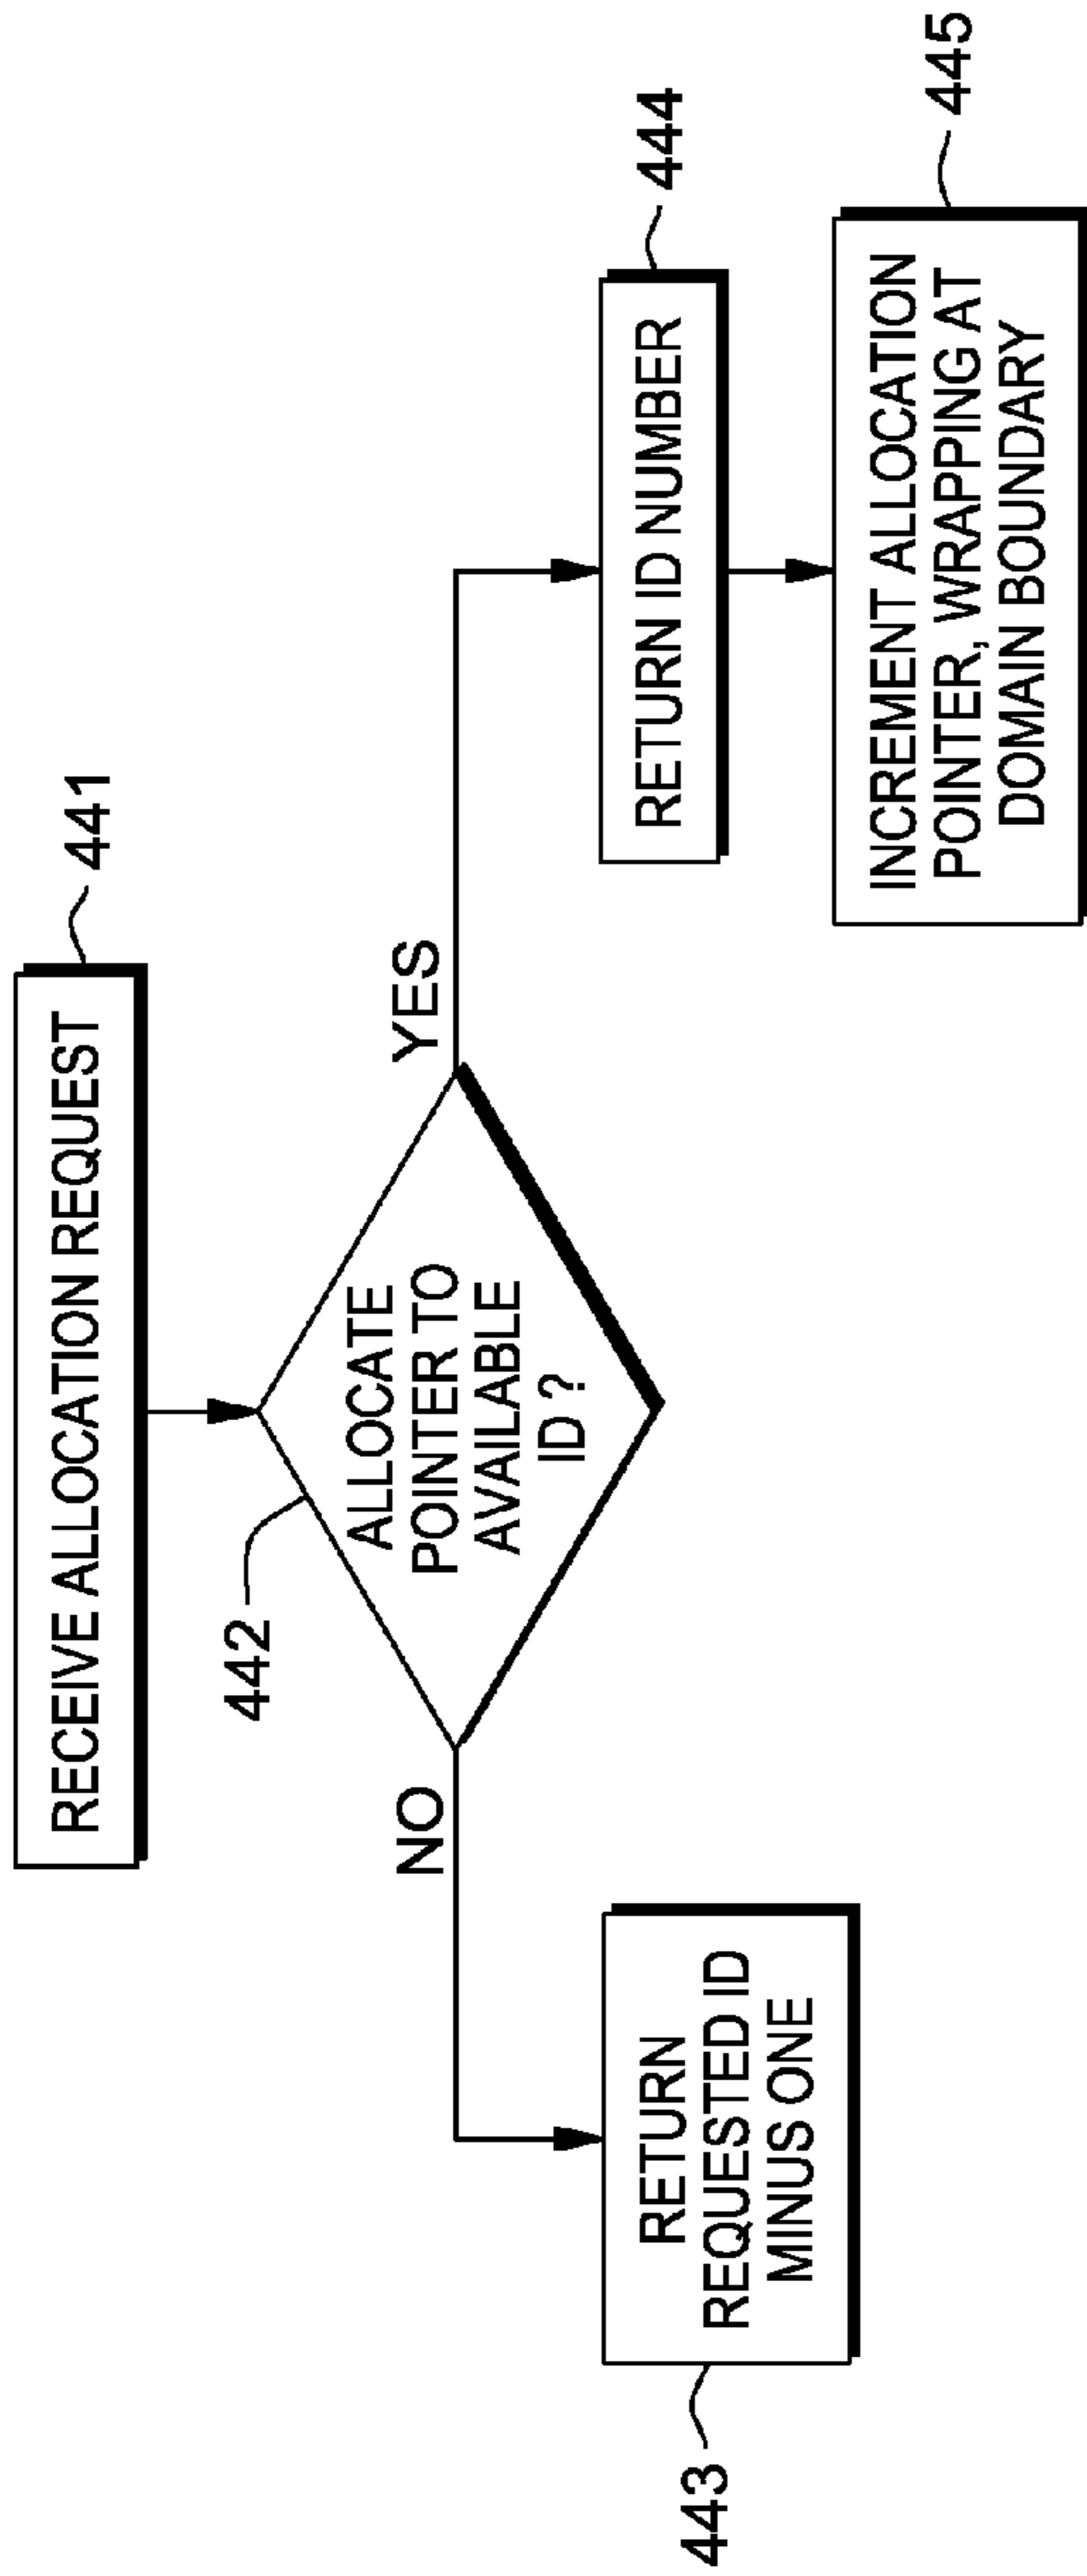 RECEIVE ALLOCATION REQUEST
441
442
ALLOCATE
POINTER TO
AVAILABLE
ID ?
NO
YES
443
RETURN
REQUESTED ID
MINUS ONE
RETURN ID NUMBER
444
INCREMENT ALLOCATION
POINTER, WRAPPING AT
DOMAIN BOUNDARY
445